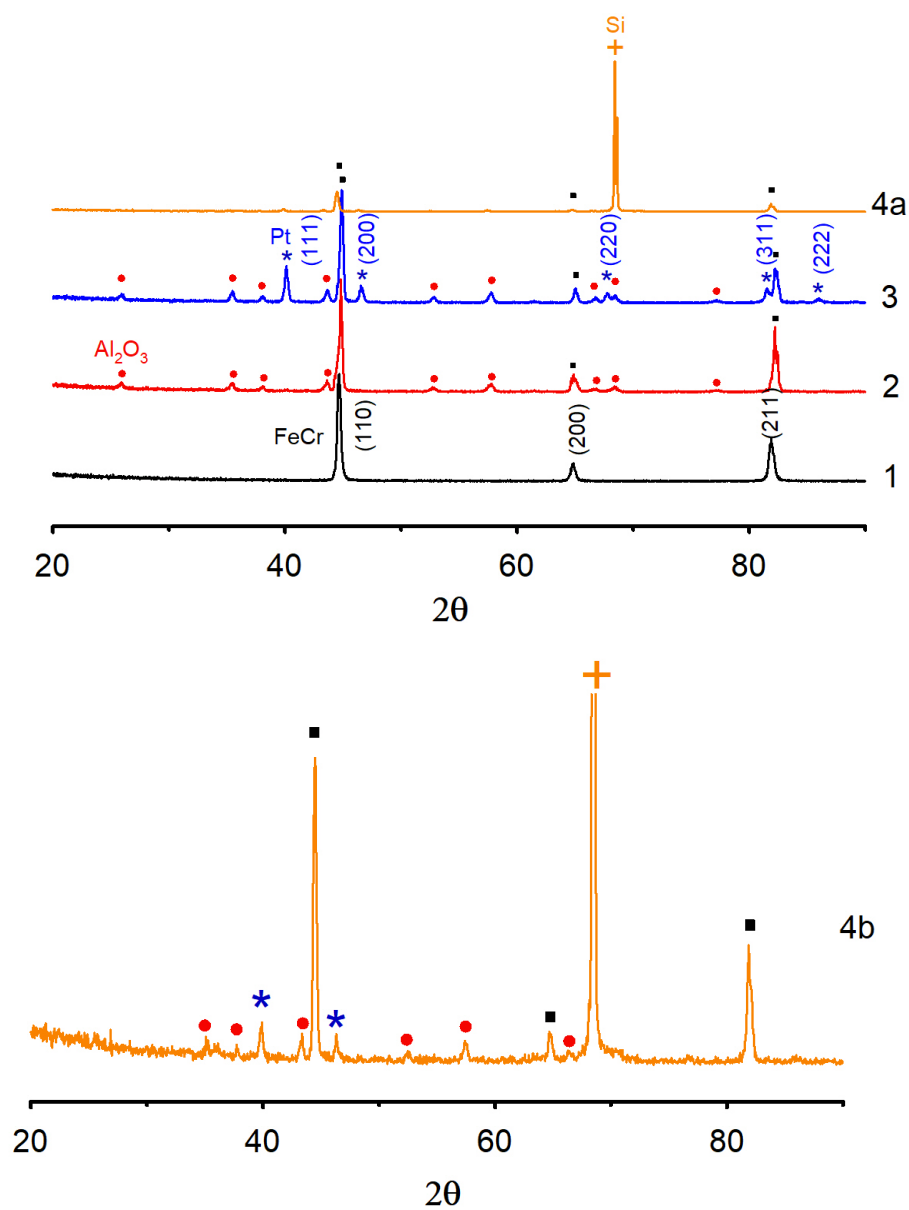 Si
+
4a
Pt
*
(111)
(200)
*
(220)
*
(311)
*
(222)
*
3
Al₂O₃
2
FeCr
(110)
(200)
(211)
1
20 40 60 80
2θ
+
4b
*
*
20 40 60 80
2θ